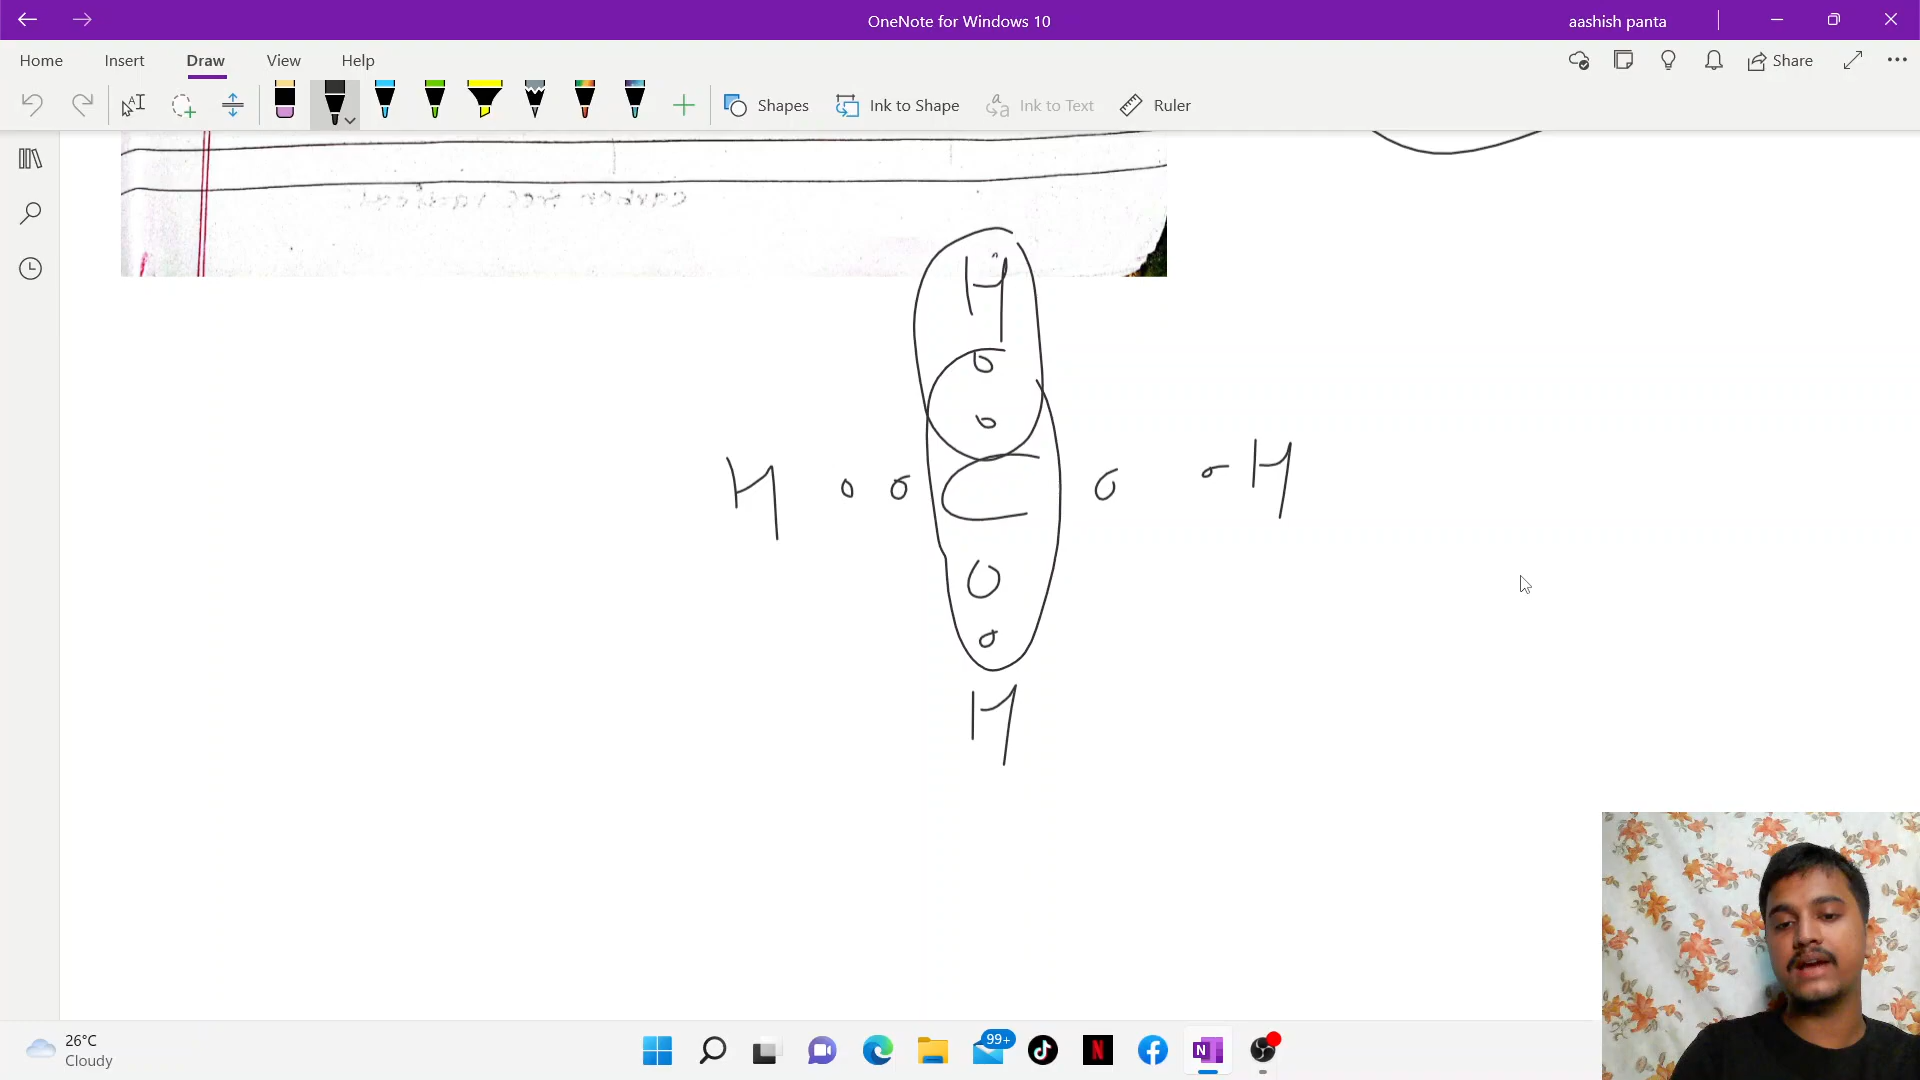 OneNote for Windows 10
aashish panta
Home Insert Draw View Help
Share
Shapes Ink to Shape Ink to Text Ruler
H
H C H
H
26°C
Cloudy
99+